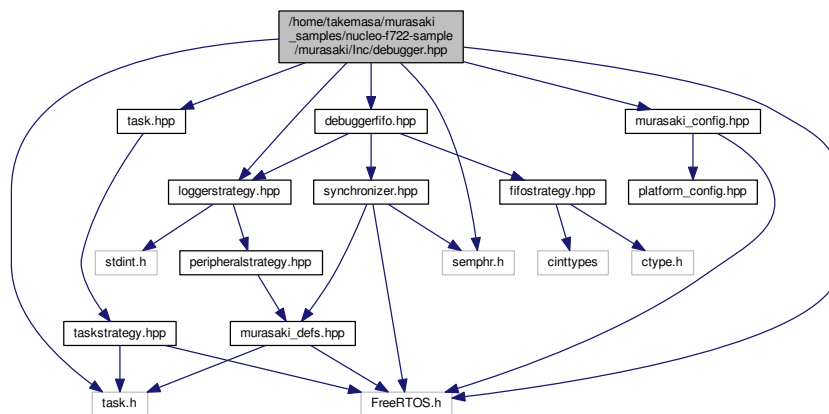 /home/takemasa/murasaki
_samples/nucleo-f722-sample
/murasaki/Inc/debugger.hpp
task.hpp
debuggerfifo.hpp
murasaki_config.hpp
loggerstrategy.hpp
synchronizer.hpp
fifostrategy.hpp
platform_config.hpp
stdint.h
peripheralstrategy.hpp
semphr.h
cinttypes
ctype.h
taskstrategy.hpp
murasaki_defs.hpp
task.h
FreeRTOS.h